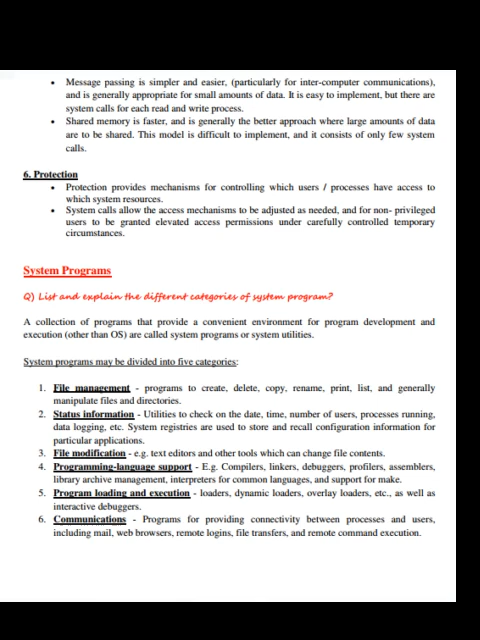 • Message passing is simpler and easier, (particularly for inter-computer communications),
and is generally appropriate for small amounts of data. It is easy to implement, but there are
system calls for each read and write process.
• Shared memory is faster, and is generally the better approach where large amounts of data
are to be shared. This model is difficult to implement, and it consists of only few system
calls.
6. Protection
• Protection provides mechanisms for controlling which users / processes have access to
which system resources.
• System calls allow the access mechanisms to be adjusted as needed, and for non- privileged
users to be granted elevated access permissions under carefully controlled temporary
circumstances.
System Programs
Q) List and explain the different categories of system program?
A collection of programs that provide a convenient environment for program development and
execution (other than OS) are called system programs or system utilities.
System programs may be divided into five categories:
1. File management - programs to create, delete, copy, rename, print, list, and generally
manipulate files and directories.
2. Status information - Utilities to check on the date, time, number of users, processes running,
data logging, etc. System registries are used to store and recall configuration information for
particular applications.
3. File modification - e.g. text editors and other tools which can change file contents.
4. Programming-language support - E.g. Compilers, linkers, debuggers, profilers, assemblers,
library archive management, interpreters for common languages, and support for make.
5. Program loading and execution - loaders, dynamic loaders, overlay loaders, etc., as well as
interactive debuggers.
6. Communications - Programs for providing connectivity between processes and users,
including mail, web browsers, remote logins, file transfers, and remote command execution.